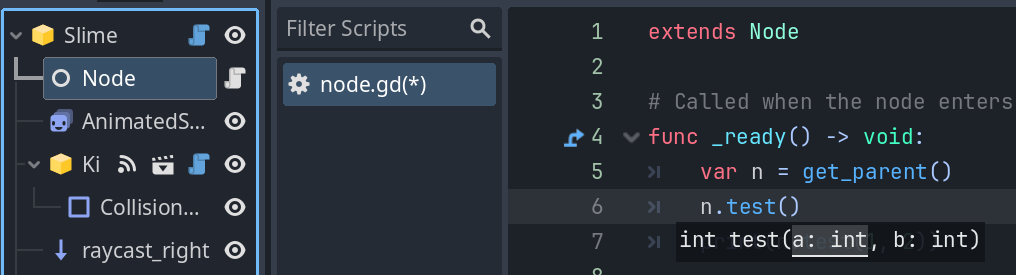 Slime
Node
AnimatedS...
Ki
Collision...
raycast_right
Filter Scripts
node.gd(*)
1 extends Node
2
3 # Called when the node enters
4 func _ready() -> void:
5 var n = get_parent()
6 n.test()
7
int test(a: int, b: int)